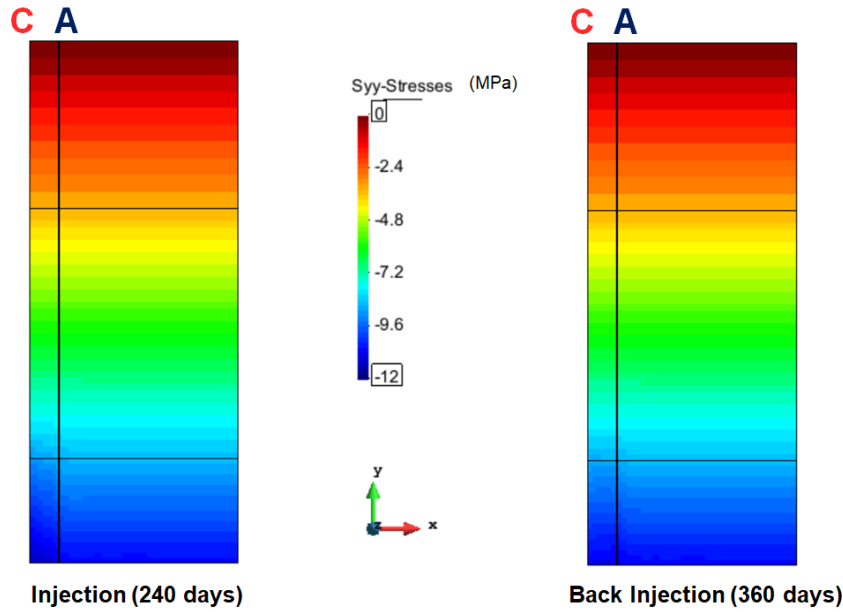 C A
C A
Syy-Stresses (MPa)
0
-2.4
-4.8
-7.2
-9.6
-12
y
z
x
Injection (240 days)
Back Injection (360 days)